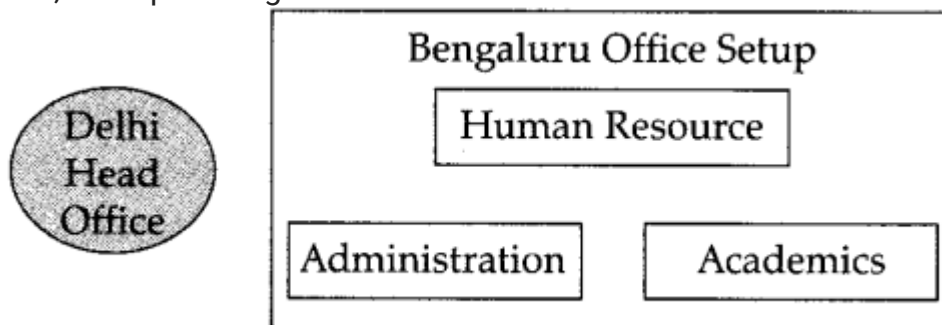 Bengaluru Office Setup
Human Resource
Delhi
Head
Office
Administration
Academics